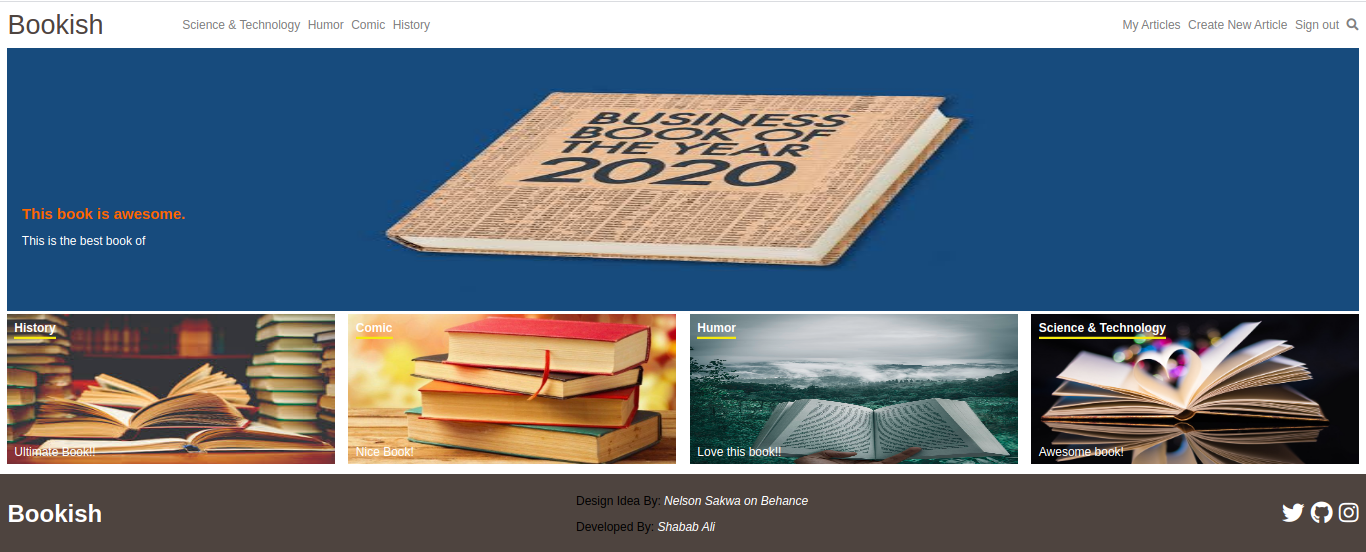 Bookish
Science & Technology Humor Comic History
My Articles Create New Article Sign out
BUSINESS
BOOK OF
THE YEAR
2020
This book is awesome.
This is the best book of
History
Ultimate Book!!
Comic
Nice Book!
Humor
Love this book!!
Science & Technology
Awesome book!
Bookish
Design Idea By: Nelson Sakwa on Behance
Developed By: Shabab Ali